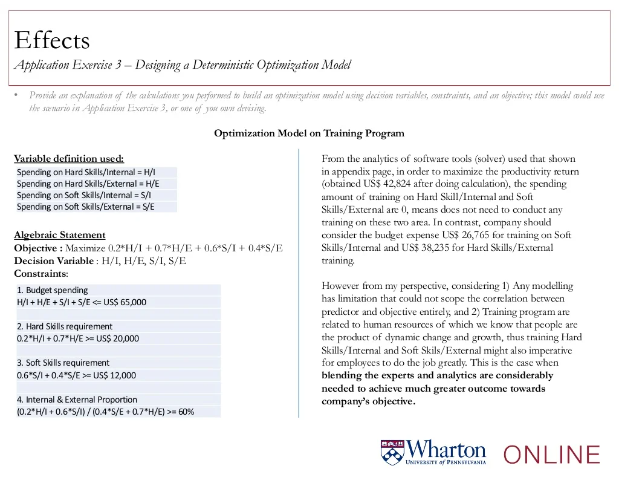 Effects
Application Exercise 3 – Designing a Deterministic Optimization Model
• Provide an explanation of the calculations you performed to build an optimization model using decision variables, constraints, and an objective; this model could use
the scenario in Application Exercise 3, or one of you own devising.
Optimization Model on Training Program
Variable definition used:
Spending on Hard Skills/Internal = H/I
Spending on Hard Skills/External = H/E
Spending on Soft Skills/Internal = S/I
Spending on Soft Skills/External = S/E
Algebraic Statement
Objective : Maximize 0.2*H/I + 0.7*H/E + 0.6*S/I + 0.4*S/E
Decision Variable : H/I, H/E, S/I, S/E
Constraints:
1. Budget spending
H/I + H/E + S/I + S/E <= US$ 65,000
2. Hard Skills requirement
0.2*H/I + 0.7*H/E >= US$ 20,000
3. Soft Skills requirement
0.6*S/I + 0.4*S/E >= US$ 12,000
4. Internal & External Proportion
(0.2*H/I + 0.6*S/I) / (0.4*S/E + 0.7*H/E) >= 60%
From the analytics of software tools (solver) used that shown
in appendix page, in order to maximize the productivity return
(obtained US$ 42,824 after doing calculation), the spending
amount of training on Hard Skill/Internal and Soft
Skills/External are 0, means does not need to conduct any
training on these two area. In contrast, company should
consider the budget expense US$ 26,765 for training on Soft
Skills/Internal and US$ 38,235 for Hard Skills/External
training.
However from my perspective, considering 1) Any modelling
has limitation that could not scope the correlation between
predictor and objective entirely, and 2) Training program are
related to human resources of which we know that people are
the product of dynamic change and growth, thus training Hard
Skills/Internal and Soft Skils/External might also imperative
for employees to do the job greatly. This is the case when
blending the experts and analytics are considerably
needed to achieve much greater outcome towards
company's objective.
Wharton ONLINE
UNIVERSITY of PENNSYLVANIA